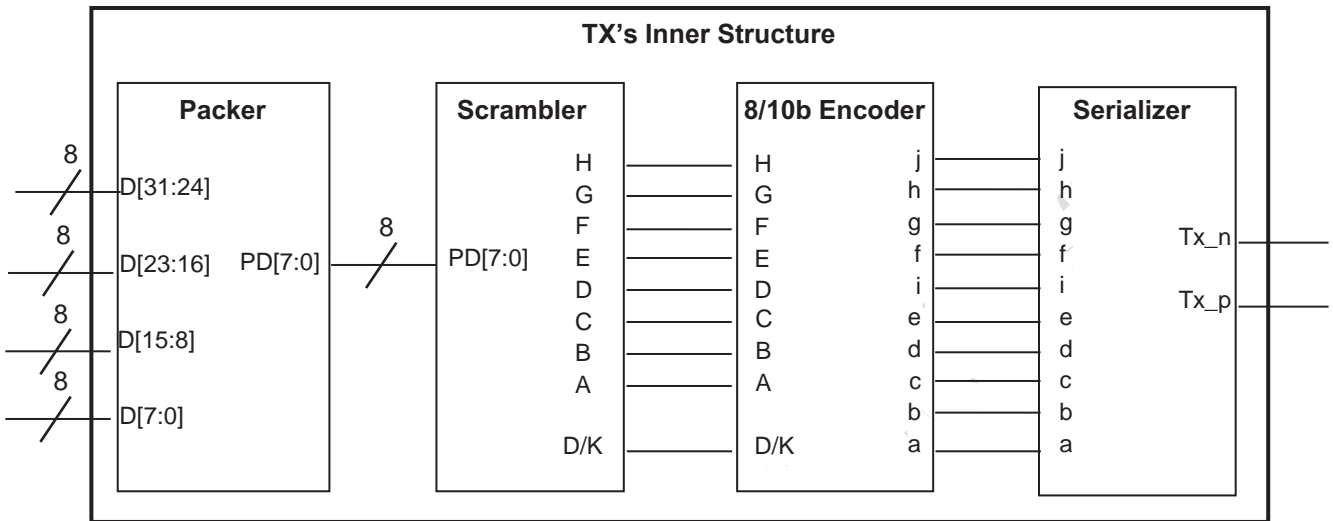 TX's Inner Structure
Packer
Scrambler
8/10b Encoder
Serializer
8
D[31:24]
8
D[23:16]
8
D[15:8]
8
D[7:0]
PD[7:0]
8
PD[7:0]
H
G
F
E
D
C
B
A
D/K
H
G
F
E
D
C
B
A
D/K
j
h
g
f
i
e
d
c
b
a
j
h
g
f
i
e
d
c
b
a
Tx_n
Tx_p